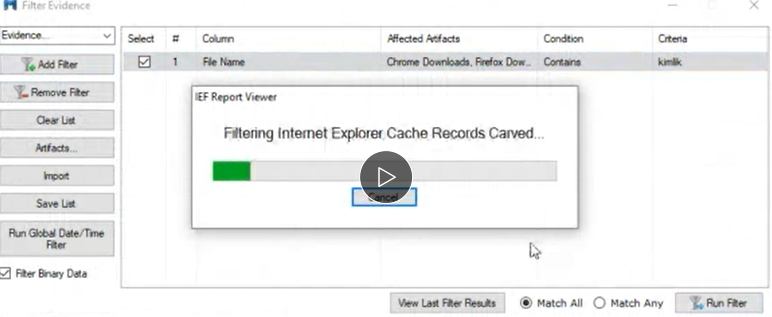 Filter Evidence
Evidence...
Select # Column Affected Artifacts Condition Criteria
Add Filter
1 File Name Chrome Downloads, Firefox Dow... Contains kimlik
Remove Filter
IEF Report Viewer
Clear List
Filtering Internet Explorer Cache Records Carved...
Artifacts...
Import
Cancel
Save List
Run Global Date/Time
Filter
Filter Binary Data
View Last Filter Results Match All Match Any Run Filter